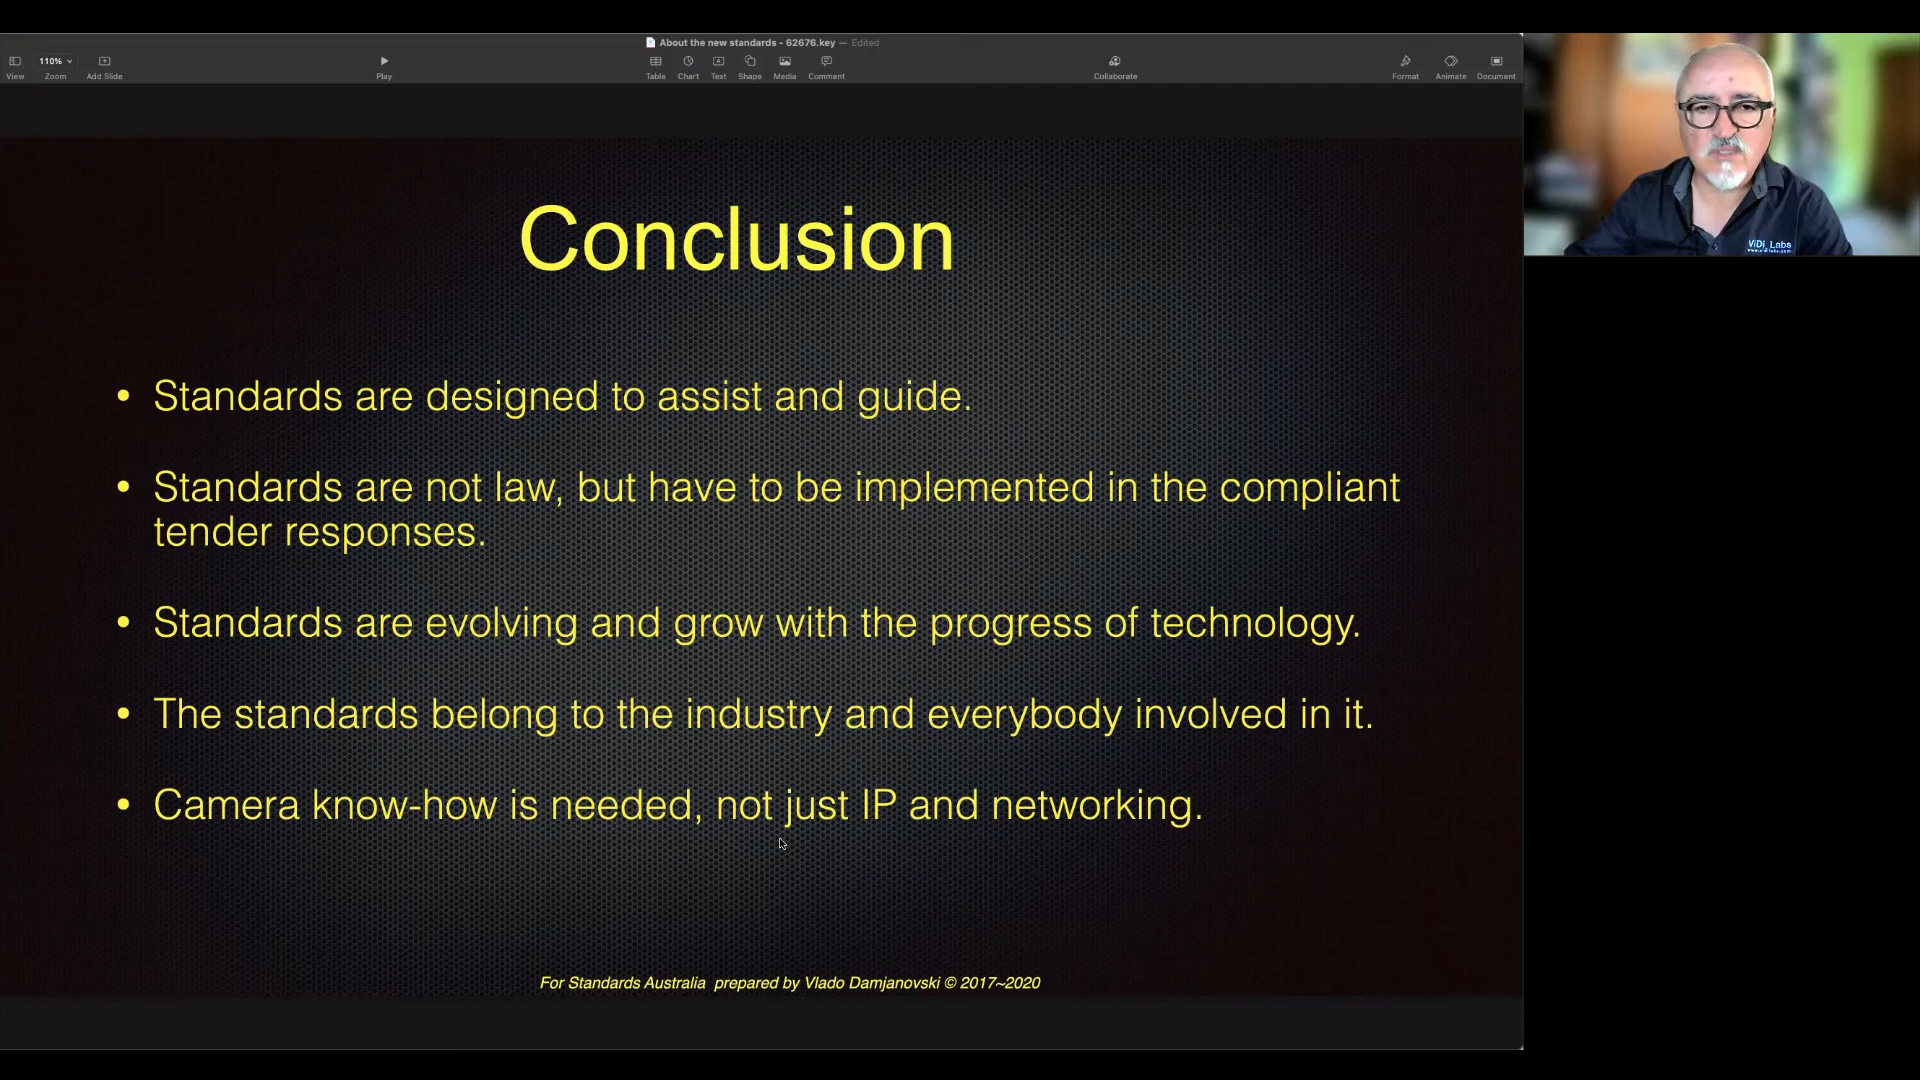 About the new standards - 62676.key — Edited
110%
View Zoom Add Slide Play Table Chart Text Shape Media Comment Collaborate Format Animate Document
ViDi Labs
www.vidilabs.com
Conclusion
• Standards are designed to assist and guide.
• Standards are not law, but have to be implemented in the compliant
tender responses.
• Standards are evolving and grow with the progress of technology.
• The standards belong to the industry and everybody involved in it.
• Camera know-how is needed, not just IP and networking.
For Standards Australia prepared by Vlado Damjanovski © 2017~2020